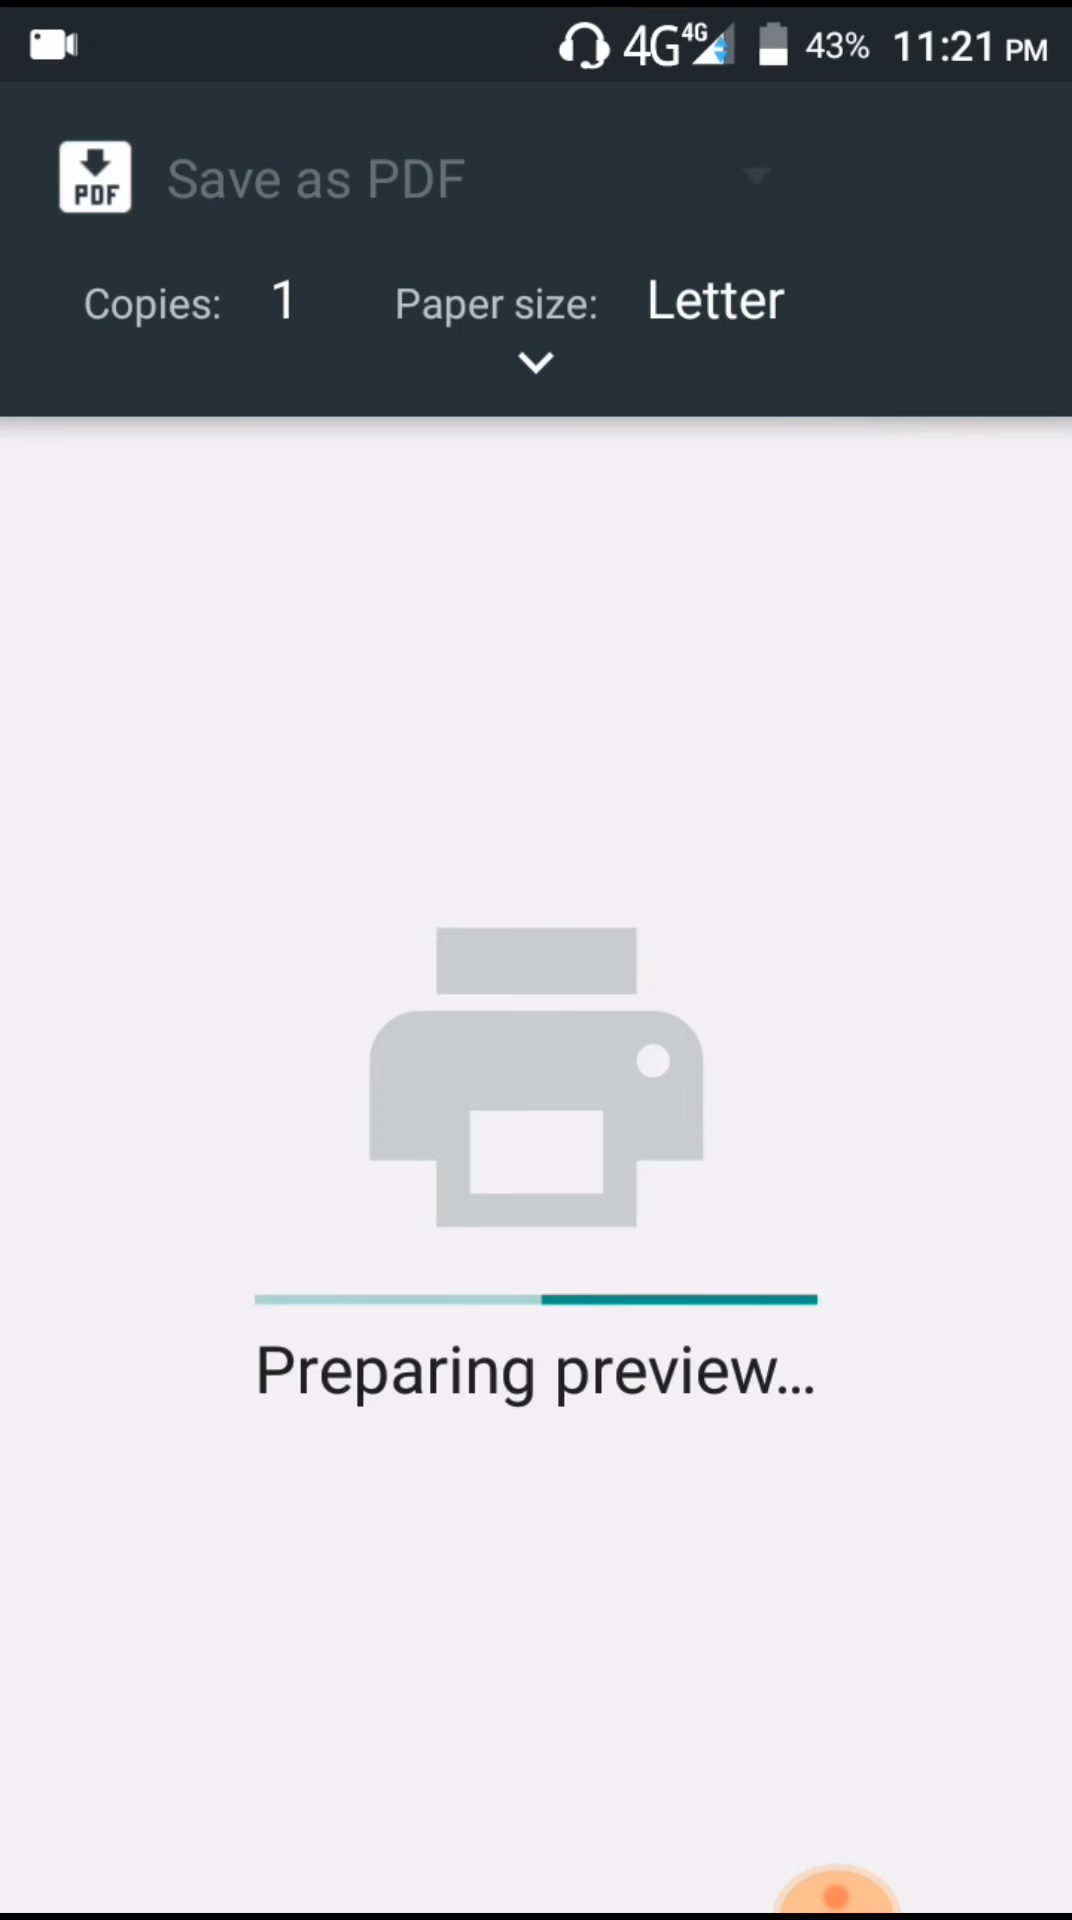 4G 4G 43% 11:21 PM
PDF Save as PDF
Copies: 1 Paper size: Letter
Preparing preview...